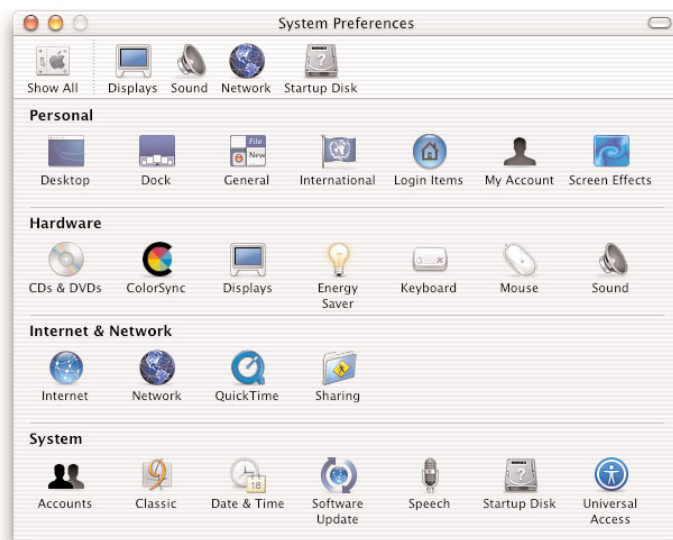 System Preferences
Show All Displays Sound Network Startup Disk
Personal
File
New
Desktop Dock General International Login Items My Account Screen Effects
Hardware
CDs & DVDs ColorSync Displays Energy Saver Keyboard Mouse Sound
Internet & Network
Internet Network QuickTime Sharing
System
9
18
Accounts Classic Date & Time Software Update Speech Startup Disk Universal Access